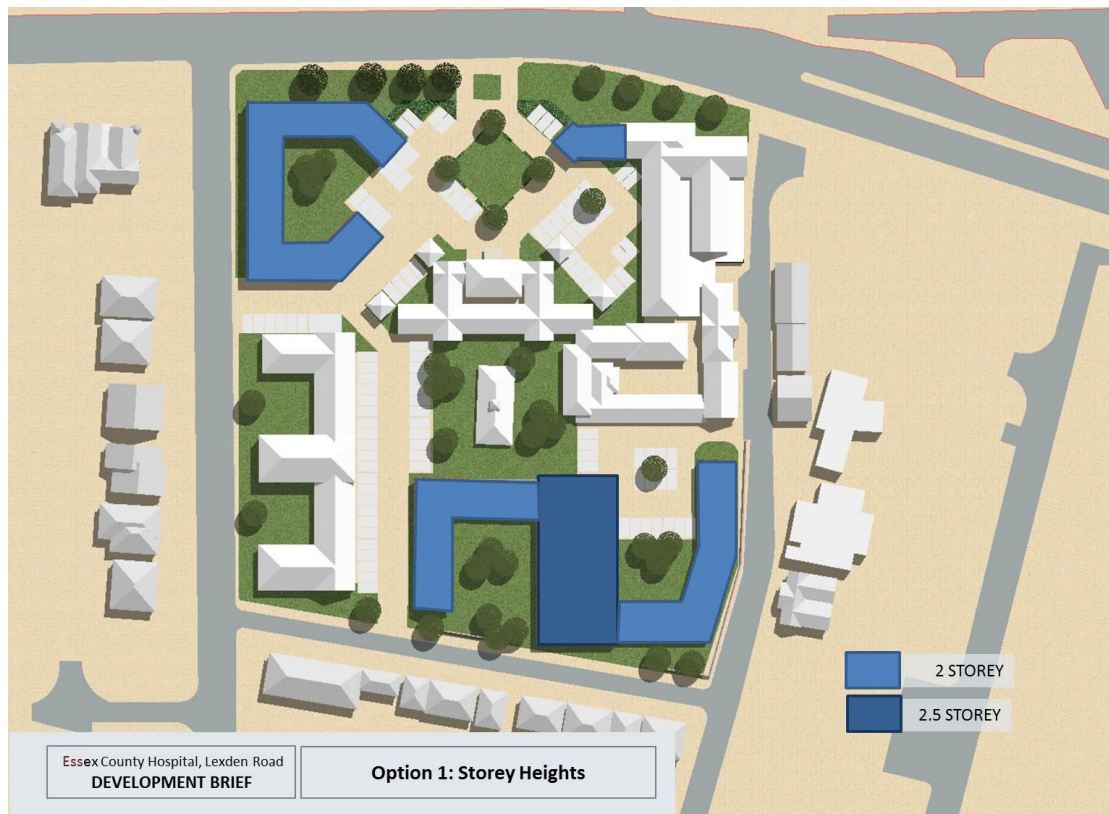 2 STOREY
2.5 STOREY
Essex County Hospital, Lexden Road
DEVELOPMENT BRIEF
Option 1: Storey Heights